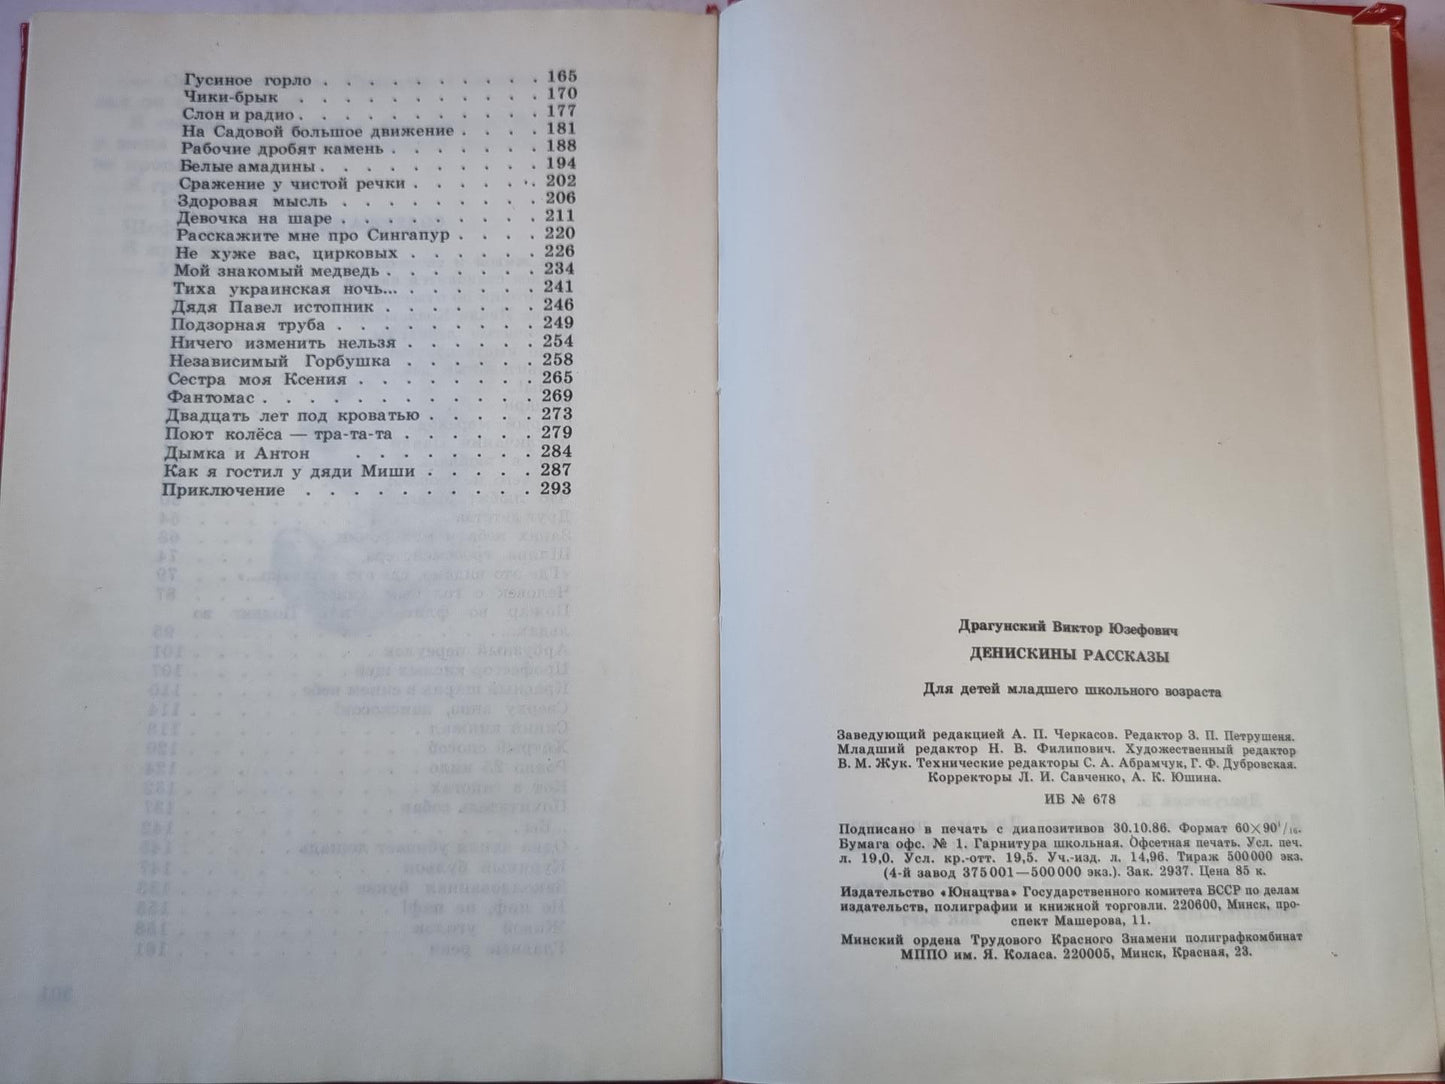 Гусиное горло . . . . . . . . . . 165
Чики-брык . . . . . . . . . . . 170
Слон и радио . . . . . . . . . . . 177
На Садовой большое движение . . . . 181
Рабочие дробят камень . . . . . . . 188
Белые амадины . . . . . . . . . . 194
Сражение у чистой речки . . . . . . 202
Здоровая мысль . . . . . . . . . 206
Девочка на шаре . . . . . . . . . 211
Расскажите мне про Сингапур . . . . 220
Не хуже вас, цирковых . . . . . . 226
Мой знакомый медведь . . . . . . . 234
Тиха украинская ночь... . . . . . . 241
Дядя Павел истопник . . . . . . . 246
Подзорная труба . . . . . . . . . 249
Ничего изменить нельзя . . . . . . 254
Независимый Горбушка . . . . . . 258
Сестра моя Ксения . . . . . . . . 265
Фантомас . . . . . . . . . . . 269
Двадцать лет под кроватью . . . . . 273
Поют колёса — тра-та-та . . . . . . 279
Дымка и Антон . . . . . . . . 284
Как я гостил у дяди Миши . . . . . 287
Приключение . . . . . . . . . . 293
Драгунский Виктор Юзефович
ДЕНИСКИНЫ РАССКАЗЫ
Для детей младшего школьного возраста
Заведующий редакцией А. П. Черкасов. Редактор З. П. Петрушеня.
Младший редактор Н. В. Филипович. Художественный редактор
В. М. Жук. Технические редакторы С. А. Абрамчук, Г. Ф. Дубровская.
Корректоры Л. И. Савченко, А. К. Юшина.
ИБ № 678
Подписано в печать с диапозитивов 30.10.86. Формат 60×90¹/₁₆.
Бумага офс. № 1. Гарнитура школьная. Офсетная печать. Усл. печ.
л. 19,0. Усл. кр.-отт. 19,5. Уч.-изд. л. 14,96. Тираж 500 000 экз.
(4-й завод 375 001—500 000 экз.). Зак. 2937. Цена 85 к.
Издательство «Юнацтва» Государственного комитета БССР по делам
издательств, полиграфии и книжной торговли. 220600, Минск, про-
спект Машерова, 11.
Минский ордена Трудового Красного Знамени полиграфкомбинат
МППО им. Я. Коласа. 220005, Минск, Красная, 23.